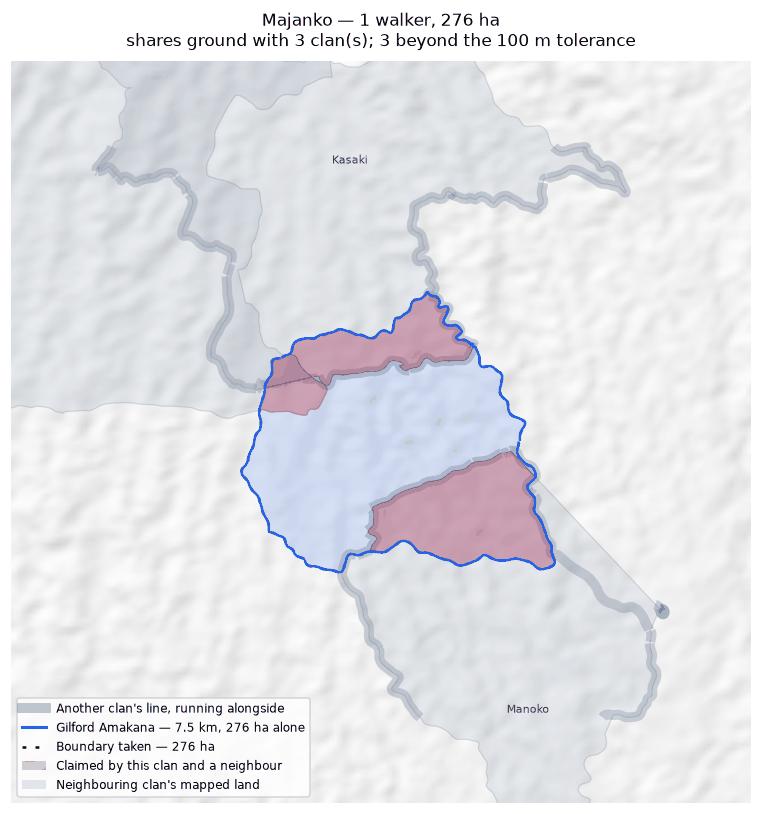 Majanko — 1 walker, 276 ha
shares ground with 3 clan(s); 3 beyond the 100 m tolerance
Kasaki
Manoko
Another clan's line, running alongside
Gilford Amakana — 7.5 km, 276 ha alone
Boundary taken — 276 ha
Claimed by this clan and a neighbour
Neighbouring clan's mapped land